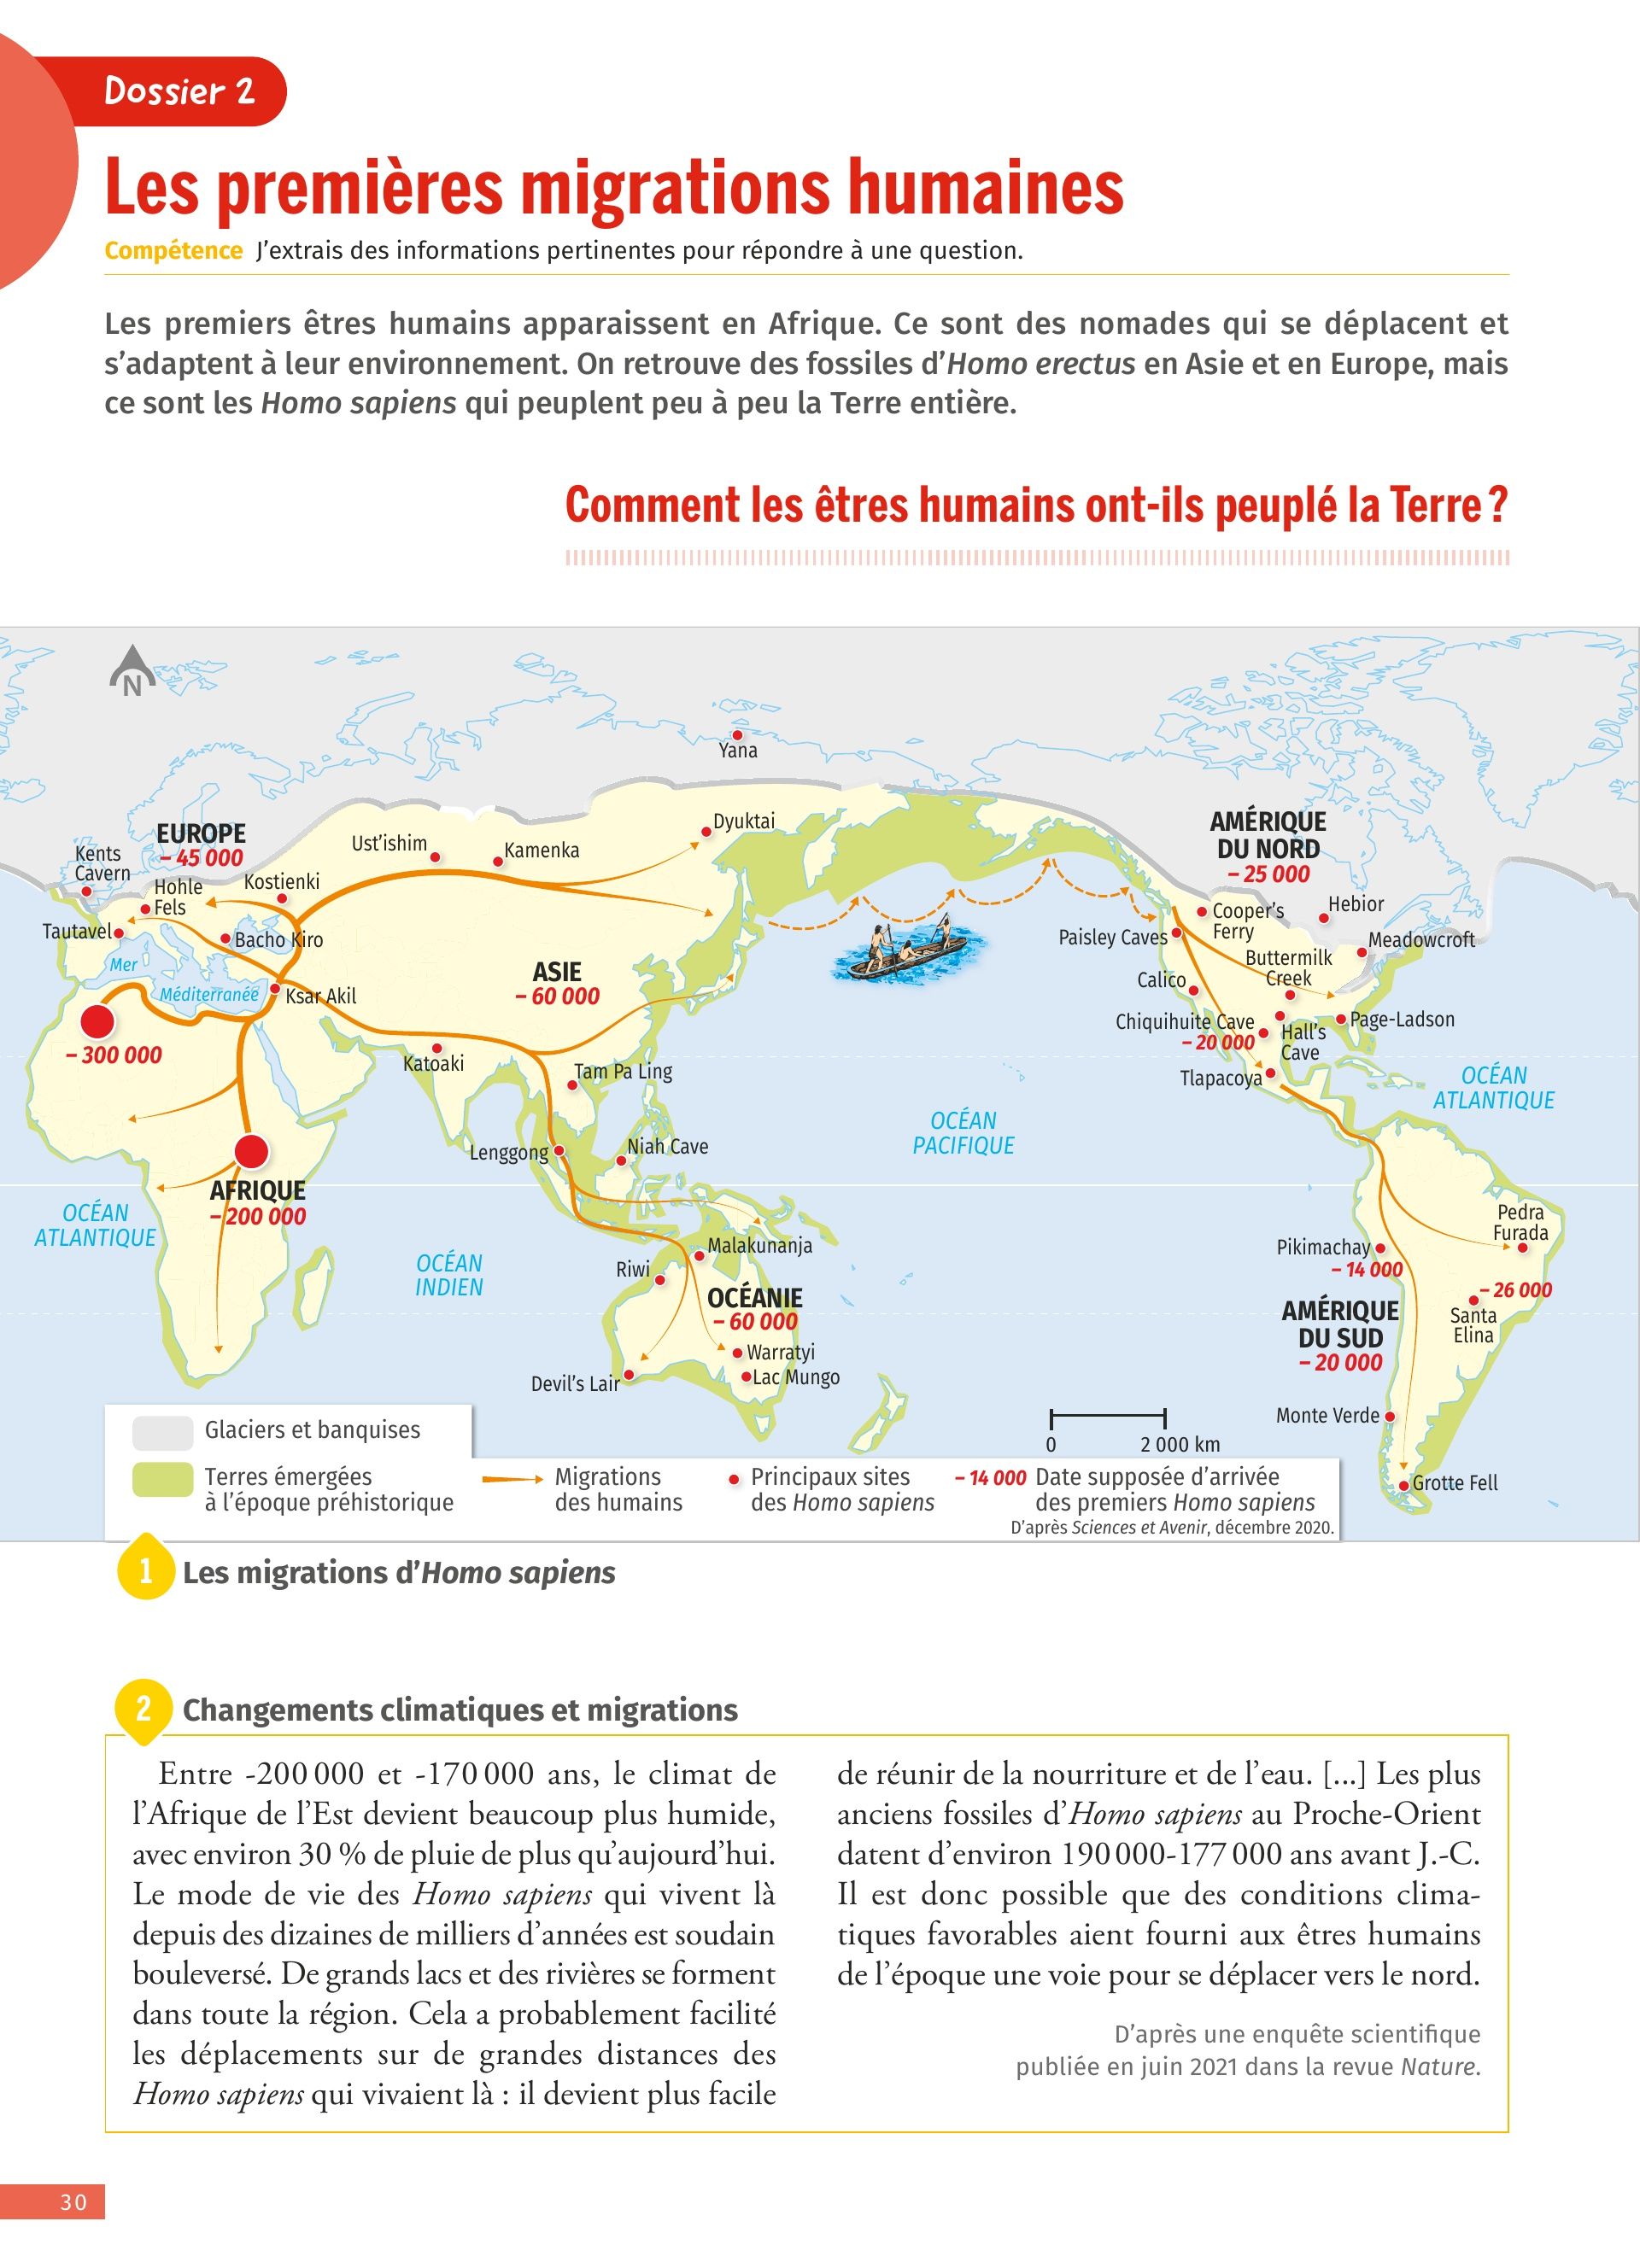 Dossier 2
Les premières migrations humaines
Compétence J’extrais des informations pertinentes pour répondre à une question.
Les premiers êtres humains apparaissent en Afrique. Ce sont des nomades qui se déplacent et
s’adaptent à leur environnement. On retrouve des fossiles d’Homo erectus en Asie et en Europe, mais
ce sont les Homo sapiens qui peuplent peu à peu la Terre entière.
Comment les êtres humains ont-ils peuplé la Terre ?
N
Yana
EUROPE
– 45 000
Kents
Cavern
Hohle
Fels
Tautavel
Kostienki
Bacho Kiro
Ust’ishim
Kamenka
Dyuktai
AMÉRIQUE
DU NORD
– 25 000
Cooper’s
Ferry
Hebior
Paisley Caves
Meadowcroft
Buttermilk
Creek
Calico
Mer
Méditerranée
Ksar Akil
ASIE
– 60 000
– 300 000
Chiquihuite Cave
– 20 000
Hall’s
Cave
Page-Ladson
Tlapacoya
Katoaki
Tam Pa Ling
OCÉAN
ATLANTIQUE
OCÉAN
PACIFIQUE
Lenggong
Niah Cave
AFRIQUE
– 200 000
OCÉAN
ATLANTIQUE
OCÉAN
INDIEN
Malakunanja
Riwi
OCÉANIE
– 60 000
Warratyi
Lac Mungo
Devil’s Lair
Pedra
Furada
Pikimachay
– 14 000
– 26 000
Santa
Elina
AMÉRIQUE
DU SUD
– 20 000
Monte Verde
Grotte Fell
0 2 000 km
Glaciers et banquises
Terres émergées
à l’époque préhistorique
Migrations
des humains
Principaux sites
des Homo sapiens
– 14 000 Date supposée d’arrivée
des premiers Homo sapiens
D’après Sciences et Avenir, décembre 2020.
1 Les migrations d’Homo sapiens
2 Changements climatiques et migrations
Entre -200 000 et -170 000 ans, le climat de
l’Afrique de l’Est devient beaucoup plus humide,
avec environ 30 % de pluie de plus qu’aujourd’hui.
Le mode de vie des Homo sapiens qui vivent là
depuis des dizaines de milliers d’années est soudain
bouleversé. De grands lacs et des rivières se forment
dans toute la région. Cela a probablement facilité
les déplacements sur de grandes distances des
Homo sapiens qui vivaient là : il devient plus facile
de réunir de la nourriture et de l’eau. [...] Les plus
anciens fossiles d’Homo sapiens au Proche-Orient
datent d’environ 190 000-177 000 ans avant J.-C.
Il est donc possible que des conditions clima-
tiques favorables aient fourni aux êtres humains
de l’époque une voie pour se déplacer vers le nord.
D’après une enquête scientifique
publiée en juin 2021 dans la revue Nature.
30